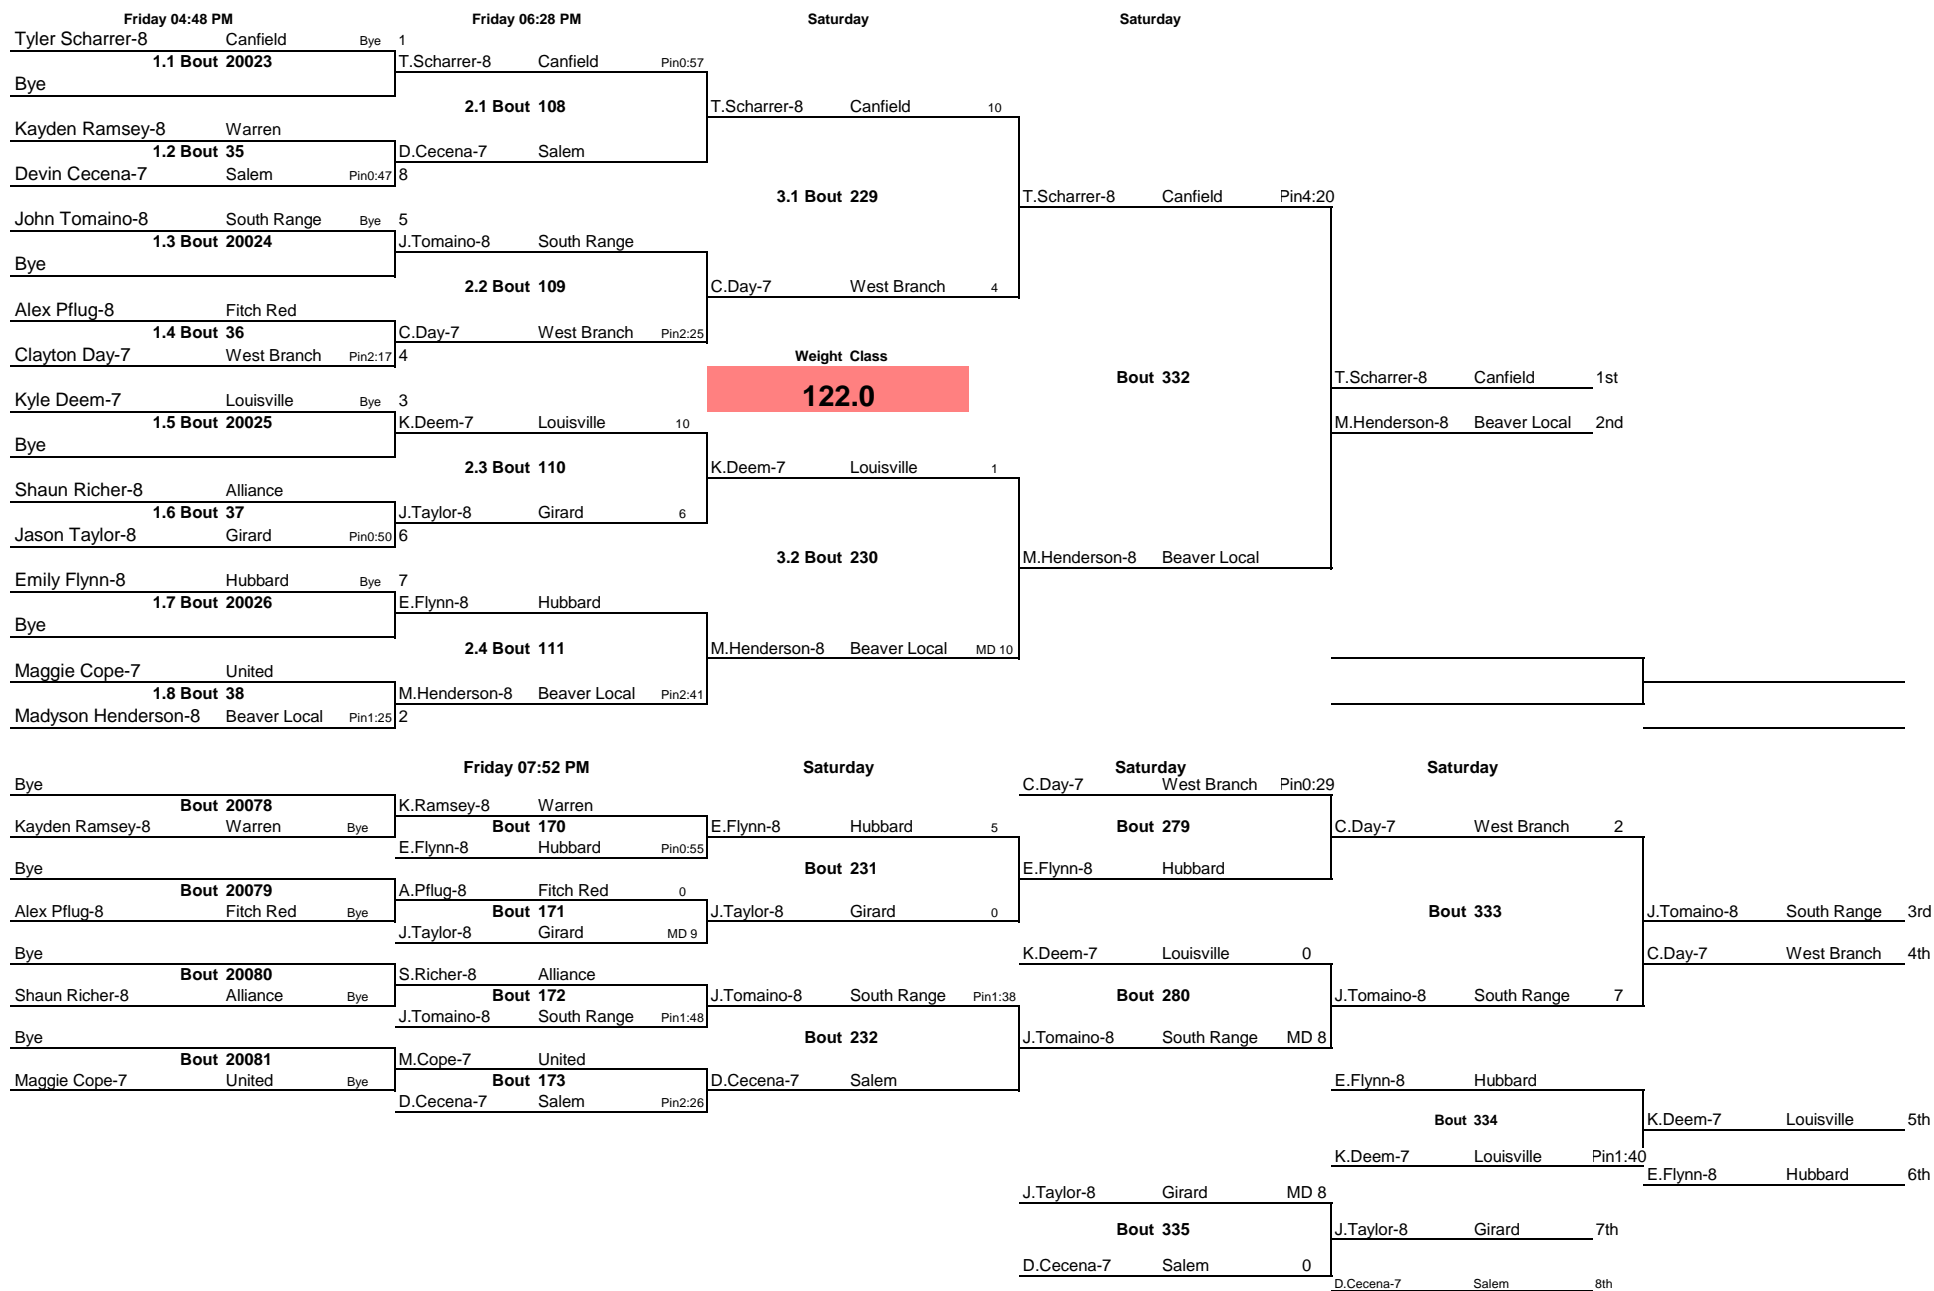 Friday 04:48 PM Friday 06:28 PM Saturday Saturday
Tyler Scharrer-8 Canfield Bye 1
1.1 Bout 20023 T.Scharrer-8 Canfield Pin0:57
Bye
2.1 Bout 108 T.Scharrer-8 Canfield 10
Kayden Ramsey-8 Warren
1.2 Bout 35 D.Cecena-7 Salem
Devin Cecena-7 Salem Pin0:47 8
3.1 Bout 229 T.Scharrer-8 Canfield Pin4:20
John Tomaino-8 South Range Bye 5
1.3 Bout 20024 J.Tomaino-8 South Range
Bye
2.2 Bout 109 C.Day-7 West Branch 4
Alex Pflug-8 Fitch Red
1.4 Bout 36 C.Day-7 West Branch Pin2:25
Clayton Day-7 West Branch Pin2:17 4 Weight Class
Bout 332 T.Scharrer-8 Canfield 1st
Kyle Deem-7 Louisville Bye 3 122.0
1.5 Bout 20025 K.Deem-7 Louisville 10 M.Henderson-8 Beaver Local 2nd
Bye
2.3 Bout 110 K.Deem-7 Louisville 1
Shaun Richer-8 Alliance
1.6 Bout 37 J.Taylor-8 Girard 6
Jason Taylor-8 Girard Pin0:50 6
3.2 Bout 230 M.Henderson-8 Beaver Local
Emily Flynn-8 Hubbard Bye 7
1.7 Bout 20026 E.Flynn-8 Hubbard
Bye
2.4 Bout 111 M.Henderson-8 Beaver Local MD 10
Maggie Cope-7 United
1.8 Bout 38 M.Henderson-8 Beaver Local Pin2:41
Madyson Henderson-8 Beaver Local Pin1:25 2
Friday 07:52 PM Saturday Saturday Saturday
Bye C.Day-7 West Branch Pin0:29
Bout 20078 K.Ramsey-8 Warren
Kayden Ramsey-8 Warren Bye Bout 170 E.Flynn-8 Hubbard 5 Bout 279 C.Day-7 West Branch 2
E.Flynn-8 Hubbard Pin0:55
Bye Bout 231 E.Flynn-8 Hubbard
Bout 20079 A.Pflug-8 Fitch Red 0
Alex Pflug-8 Fitch Red Bye Bout 171 J.Taylor-8 Girard 0 Bout 333 J.Tomaino-8 South Range 3rd
J.Taylor-8 Girard MD 9
Bye K.Deem-7 Louisville 0 C.Day-7 West Branch 4th
Bout 20080 S.Richer-8 Alliance
Shaun Richer-8 Alliance Bye Bout 172 J.Tomaino-8 South Range Pin1:38 Bout 280 J.Tomaino-8 South Range 7
J.Tomaino-8 South Range Pin1:48
Bye Bout 232 J.Tomaino-8 South Range MD 8
Bout 20081 M.Cope-7 United
Maggie Cope-7 United Bye Bout 173 D.Cecena-7 Salem E.Flynn-8 Hubbard
D.Cecena-7 Salem Pin2:26
Bout 334 K.Deem-7 Louisville 5th
K.Deem-7 Louisville Pin1:40
E.Flynn-8 Hubbard 6th
J.Taylor-8 Girard MD 8
Bout 335 J.Taylor-8 Girard 7th
D.Cecena-7 Salem 0
D.Cecena-7 Salem 8th